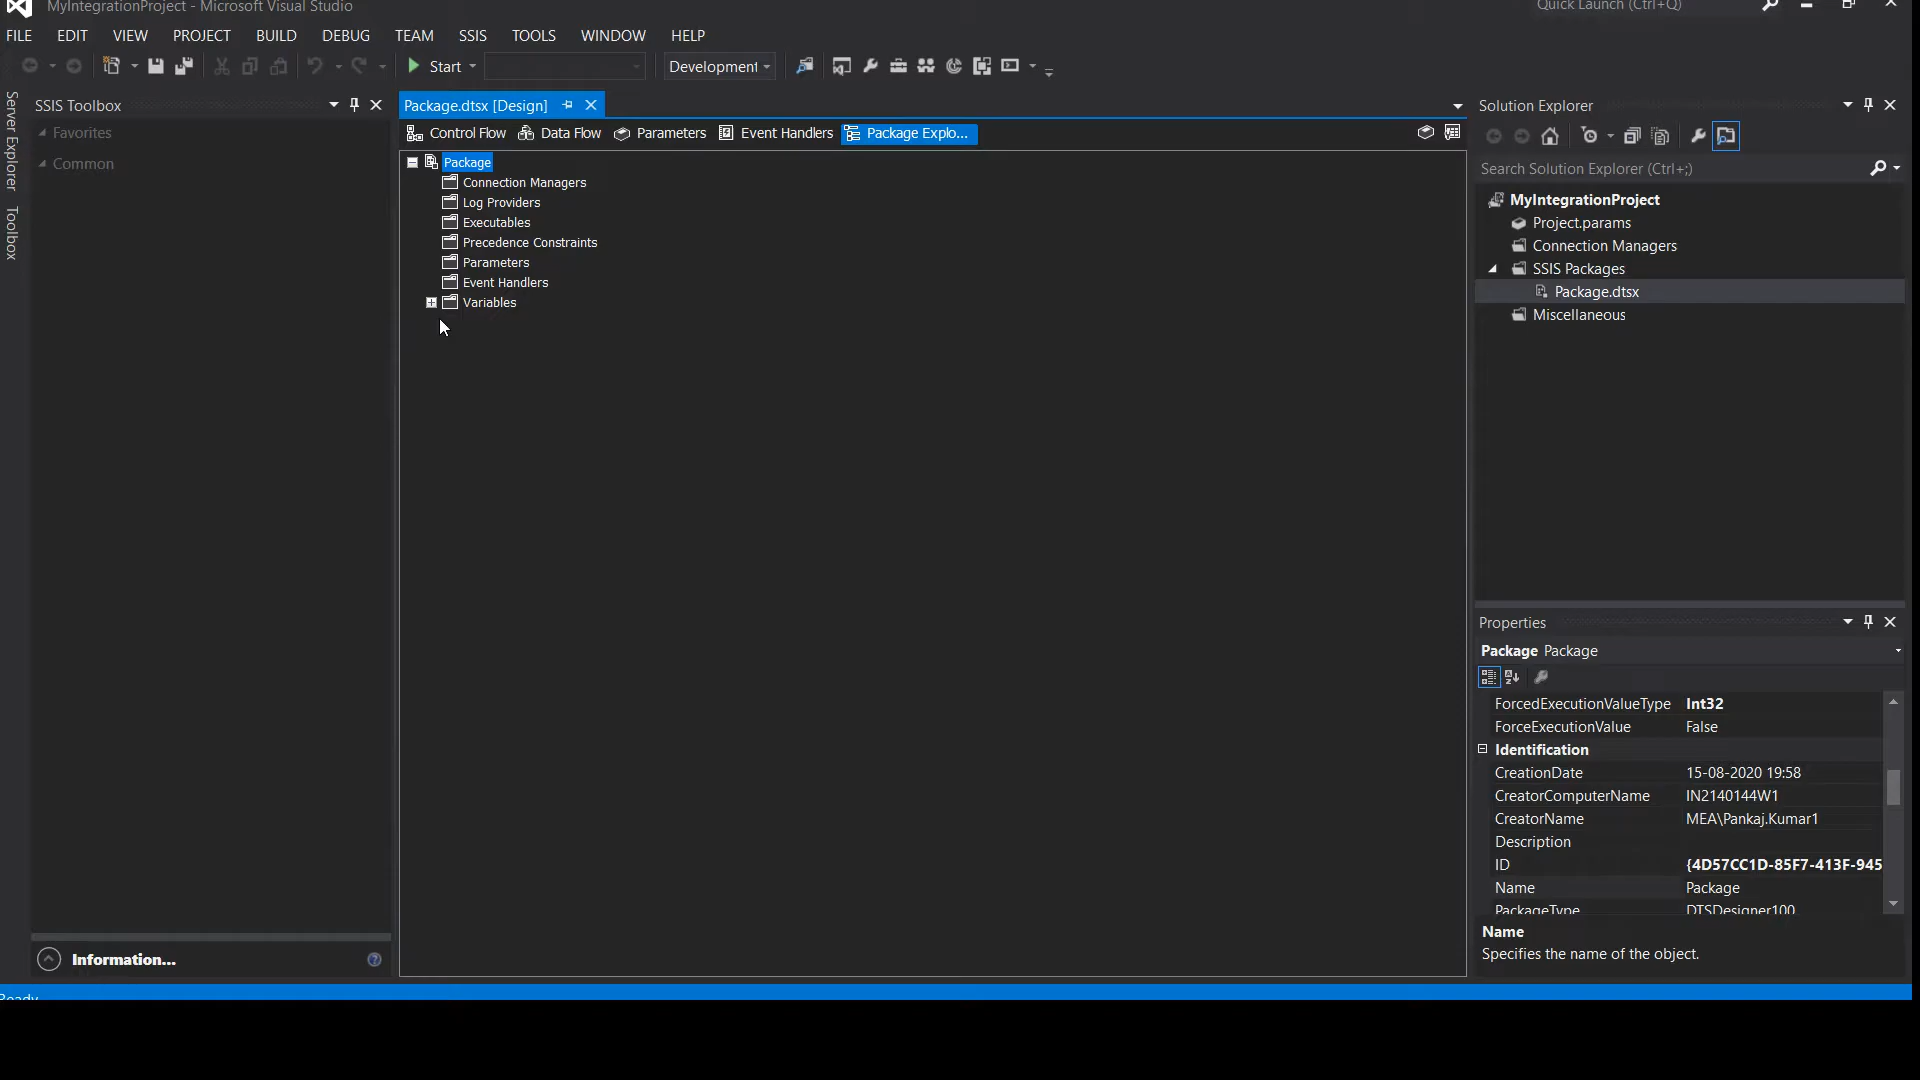 MyIntegrationProject - Microsoft Visual Studio
Quick Launch (Ctrl+Q)
FILE EDIT VIEW PROJECT BUILD DEBUG TEAM SSIS TOOLS WINDOW HELP
Start Development
Server Explorer
Toolbox
SSIS Toolbox
Favorites
Common
Information...
Package.dtsx [Design]
Control Flow Data Flow Parameters Event Handlers Package Explo...
Package
Connection Managers
Log Providers
Executables
Precedence Constraints
Parameters
Event Handlers
Variables
Solution Explorer
Search Solution Explorer (Ctrl+;)
MyIntegrationProject
Project.params
Connection Managers
SSIS Packages
Package.dtsx
Miscellaneous
Properties
Package Package
ForcedExecutionValueType Int32
ForceExecutionValue False
Identification
CreationDate 15-08-2020 19:58
CreatorComputerName IN2140144W1
CreatorName MEA\Pankaj.Kumar1
Description
ID {4D57CC1D-85F7-413F-945
Name Package
PackageType DTSDesigner100
Name
Specifies the name of the object.
Ready